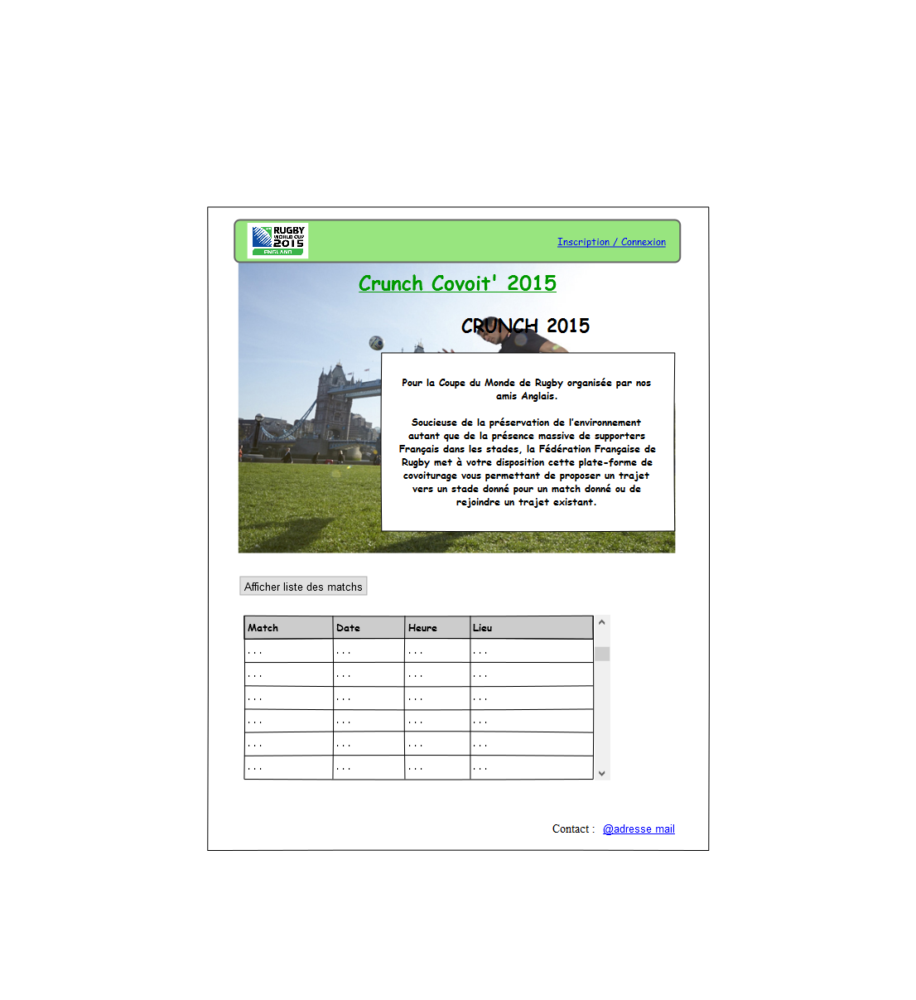 RUGBY
WORLD CUP
2015
ENGLAND
Inscription / Connexion
Crunch Covoit' 2015
CRUNCH 2015
Pour la Coupe du Monde de Rugby organisée par nos
amis Anglais.
Soucieuse de la préservation de l'environnement
autant que de la présence massive de supporters
Français dans les stades, la Fédération Française de
Rugby met à votre disposition cette plate-forme de
covoiturage vous permettant de proposer un trajet
vers un stade donné pour un match donné ou de
rejoindre un trajet existant.
Afficher liste des matchs
Match Date Heure Lieu
. . . . . . . . . . . .
. . . . . . . . . . . .
. . . . . . . . . . . .
. . . . . . . . . . . .
. . . . . . . . . . . .
. . . . . . . . . . . .
Contact : @adresse mail